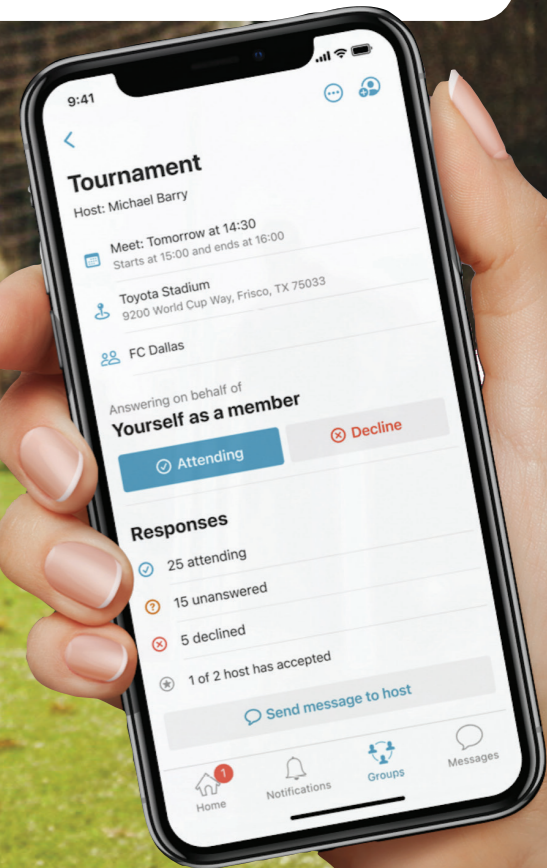 9:41
Tournament
Host: Michael Barry
Meet: Tomorrow at 14:30
Starts at 15:00 and ends at 16:00
Toyota Stadium
9200 World Cup Way, Frisco, TX 75033
FC Dallas
Answering on behalf of
Yourself as a member
Attending
Decline
Responses
25 attending
15 unanswered
5 declined
1 of 2 host has accepted
Send message to host
1
Home
Notifications
Groups
Messages